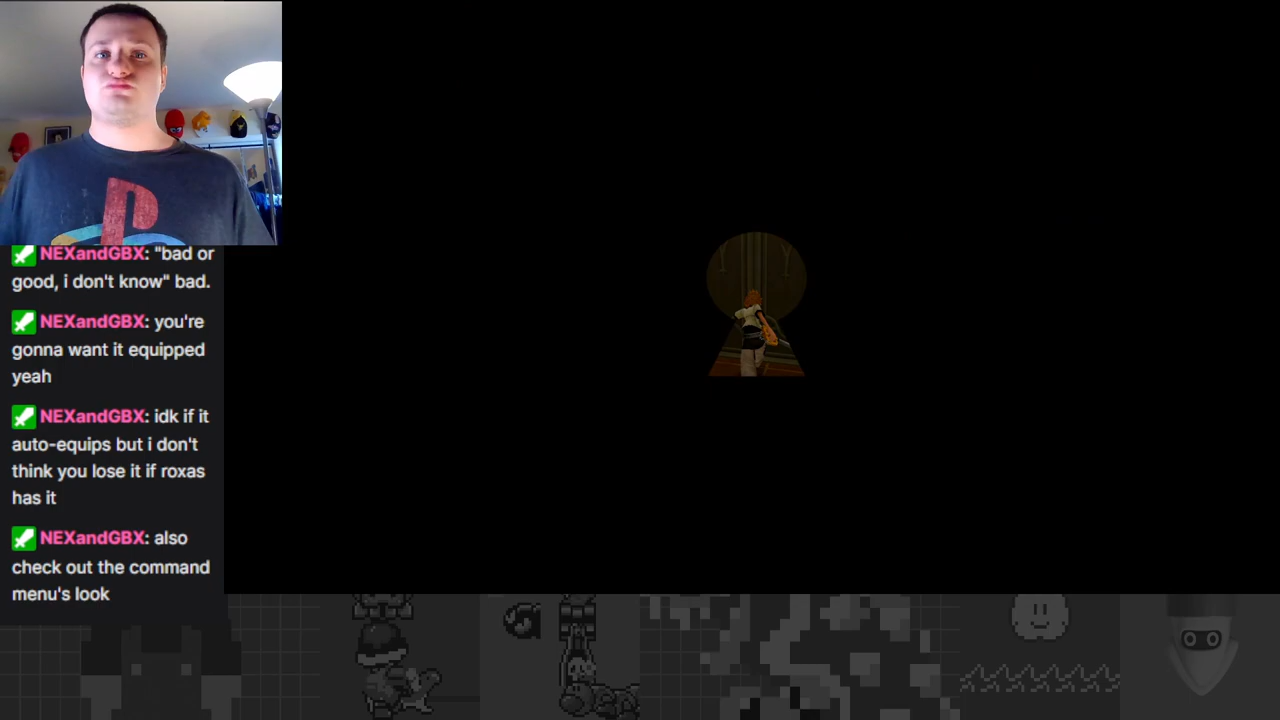 NEXandGBX: "bad or
good, i don't know" bad.
NEXandGBX: you're
gonna want it equipped
yeah
NEXandGBX: idk if it
auto-equips but i don't
think you lose it if roxas
has it
NEXandGBX: also
check out the command
menu's look